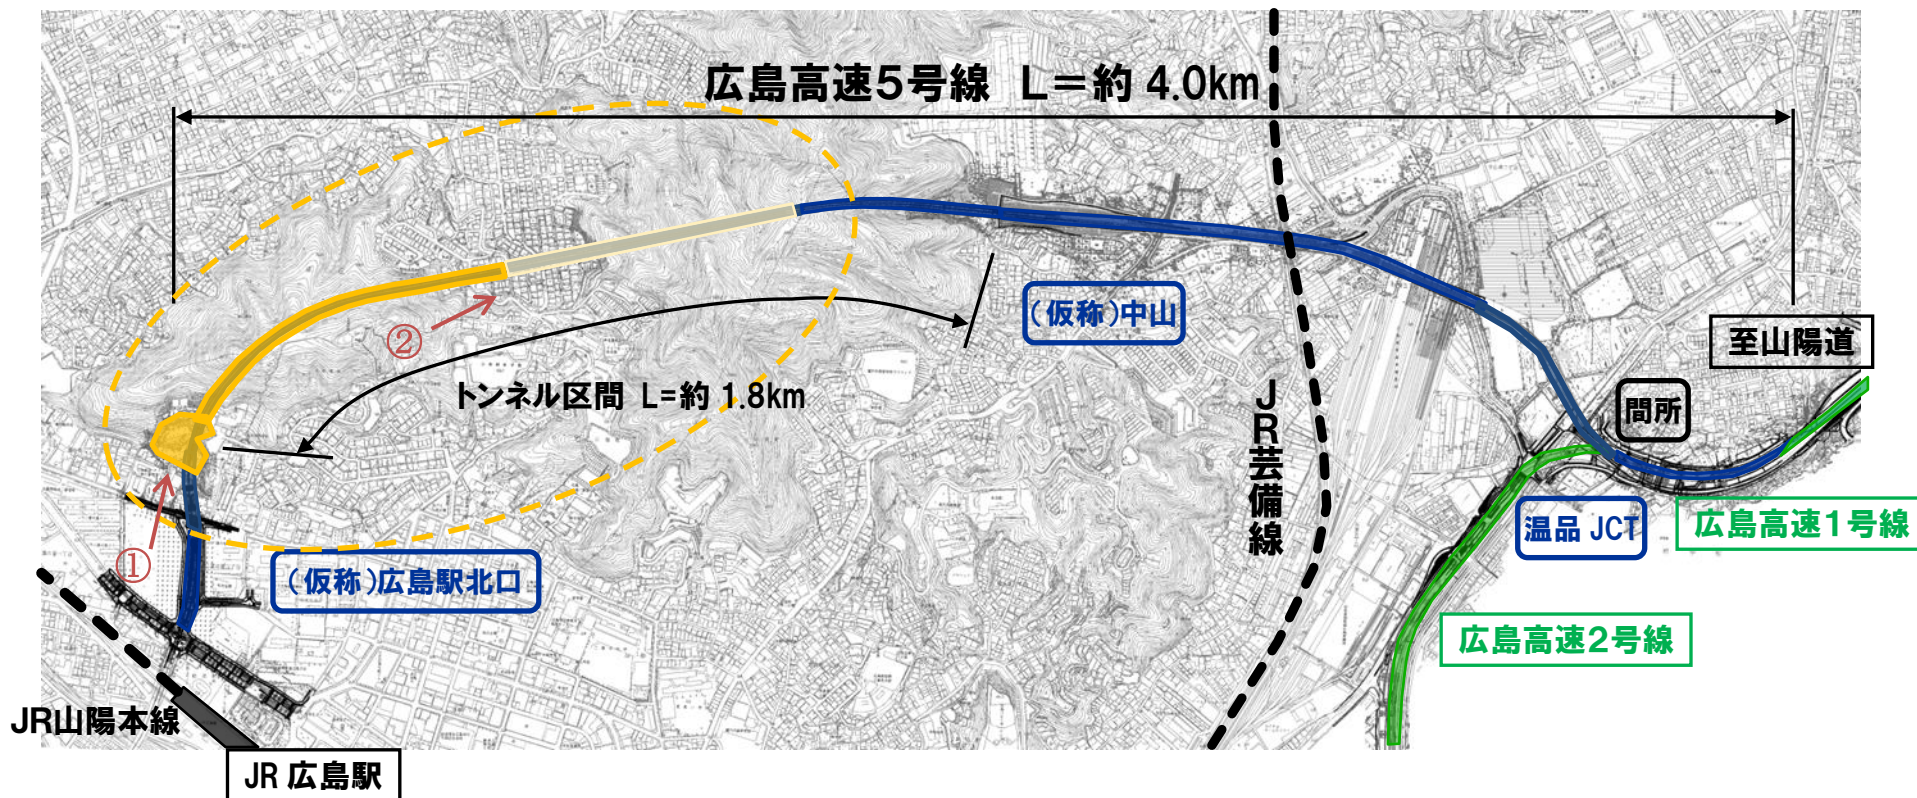 広島高速5号線 L=約 4.0km
(仮称)中山
至山陽道
②
トンネル区間 L=約 1.8km
JR芸備線
間所
温品 JCT
広島高速1号線
①
(仮称)広島駅北口
広島高速2号線
JR山陽本線
JR 広島駅